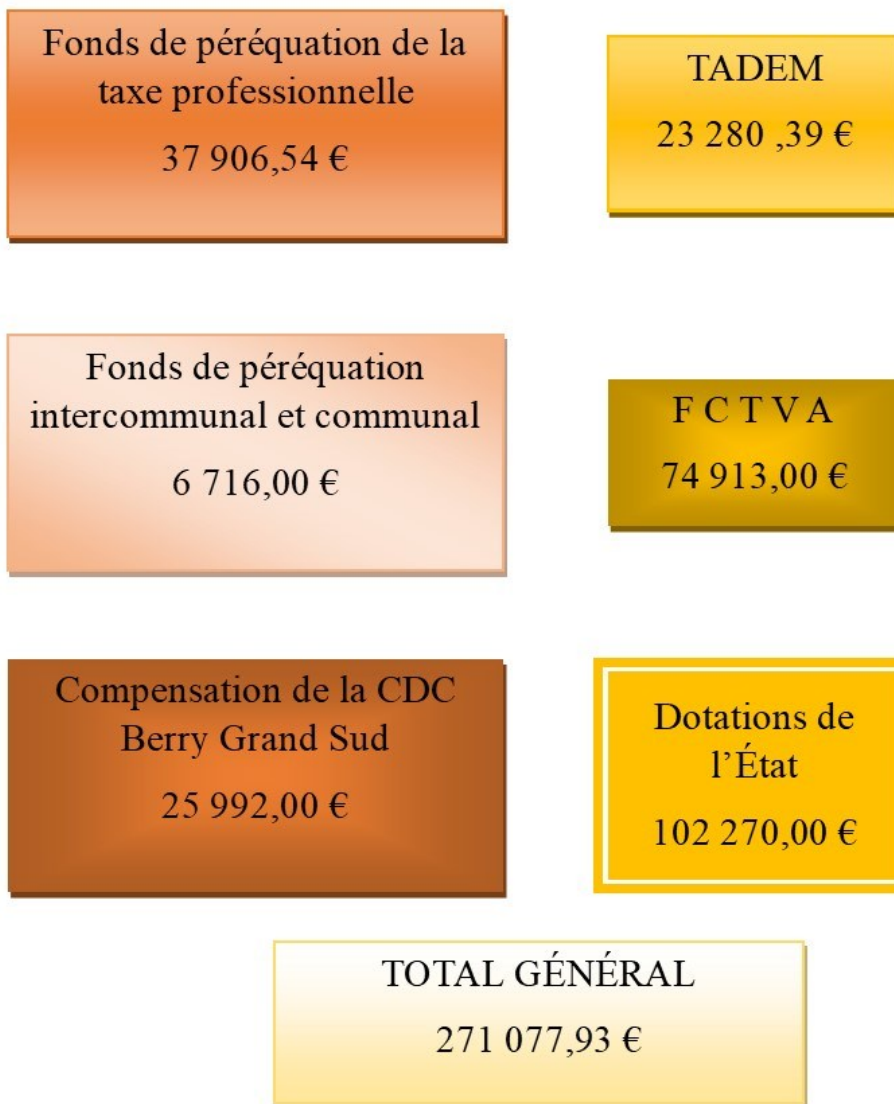 Fonds de péréquation de la
taxe professionnelle
37 906,54 €
TADEM
23 280 ,39 €
Fonds de péréquation
intercommunal et communal
6 716,00 €
F C T V A
74 913,00 €
Compensation de la CDC
Berry Grand Sud
25 992,00 €
Dotations de
l’État
102 270,00 €
TOTAL GÉNÉRAL
271 077,93 €